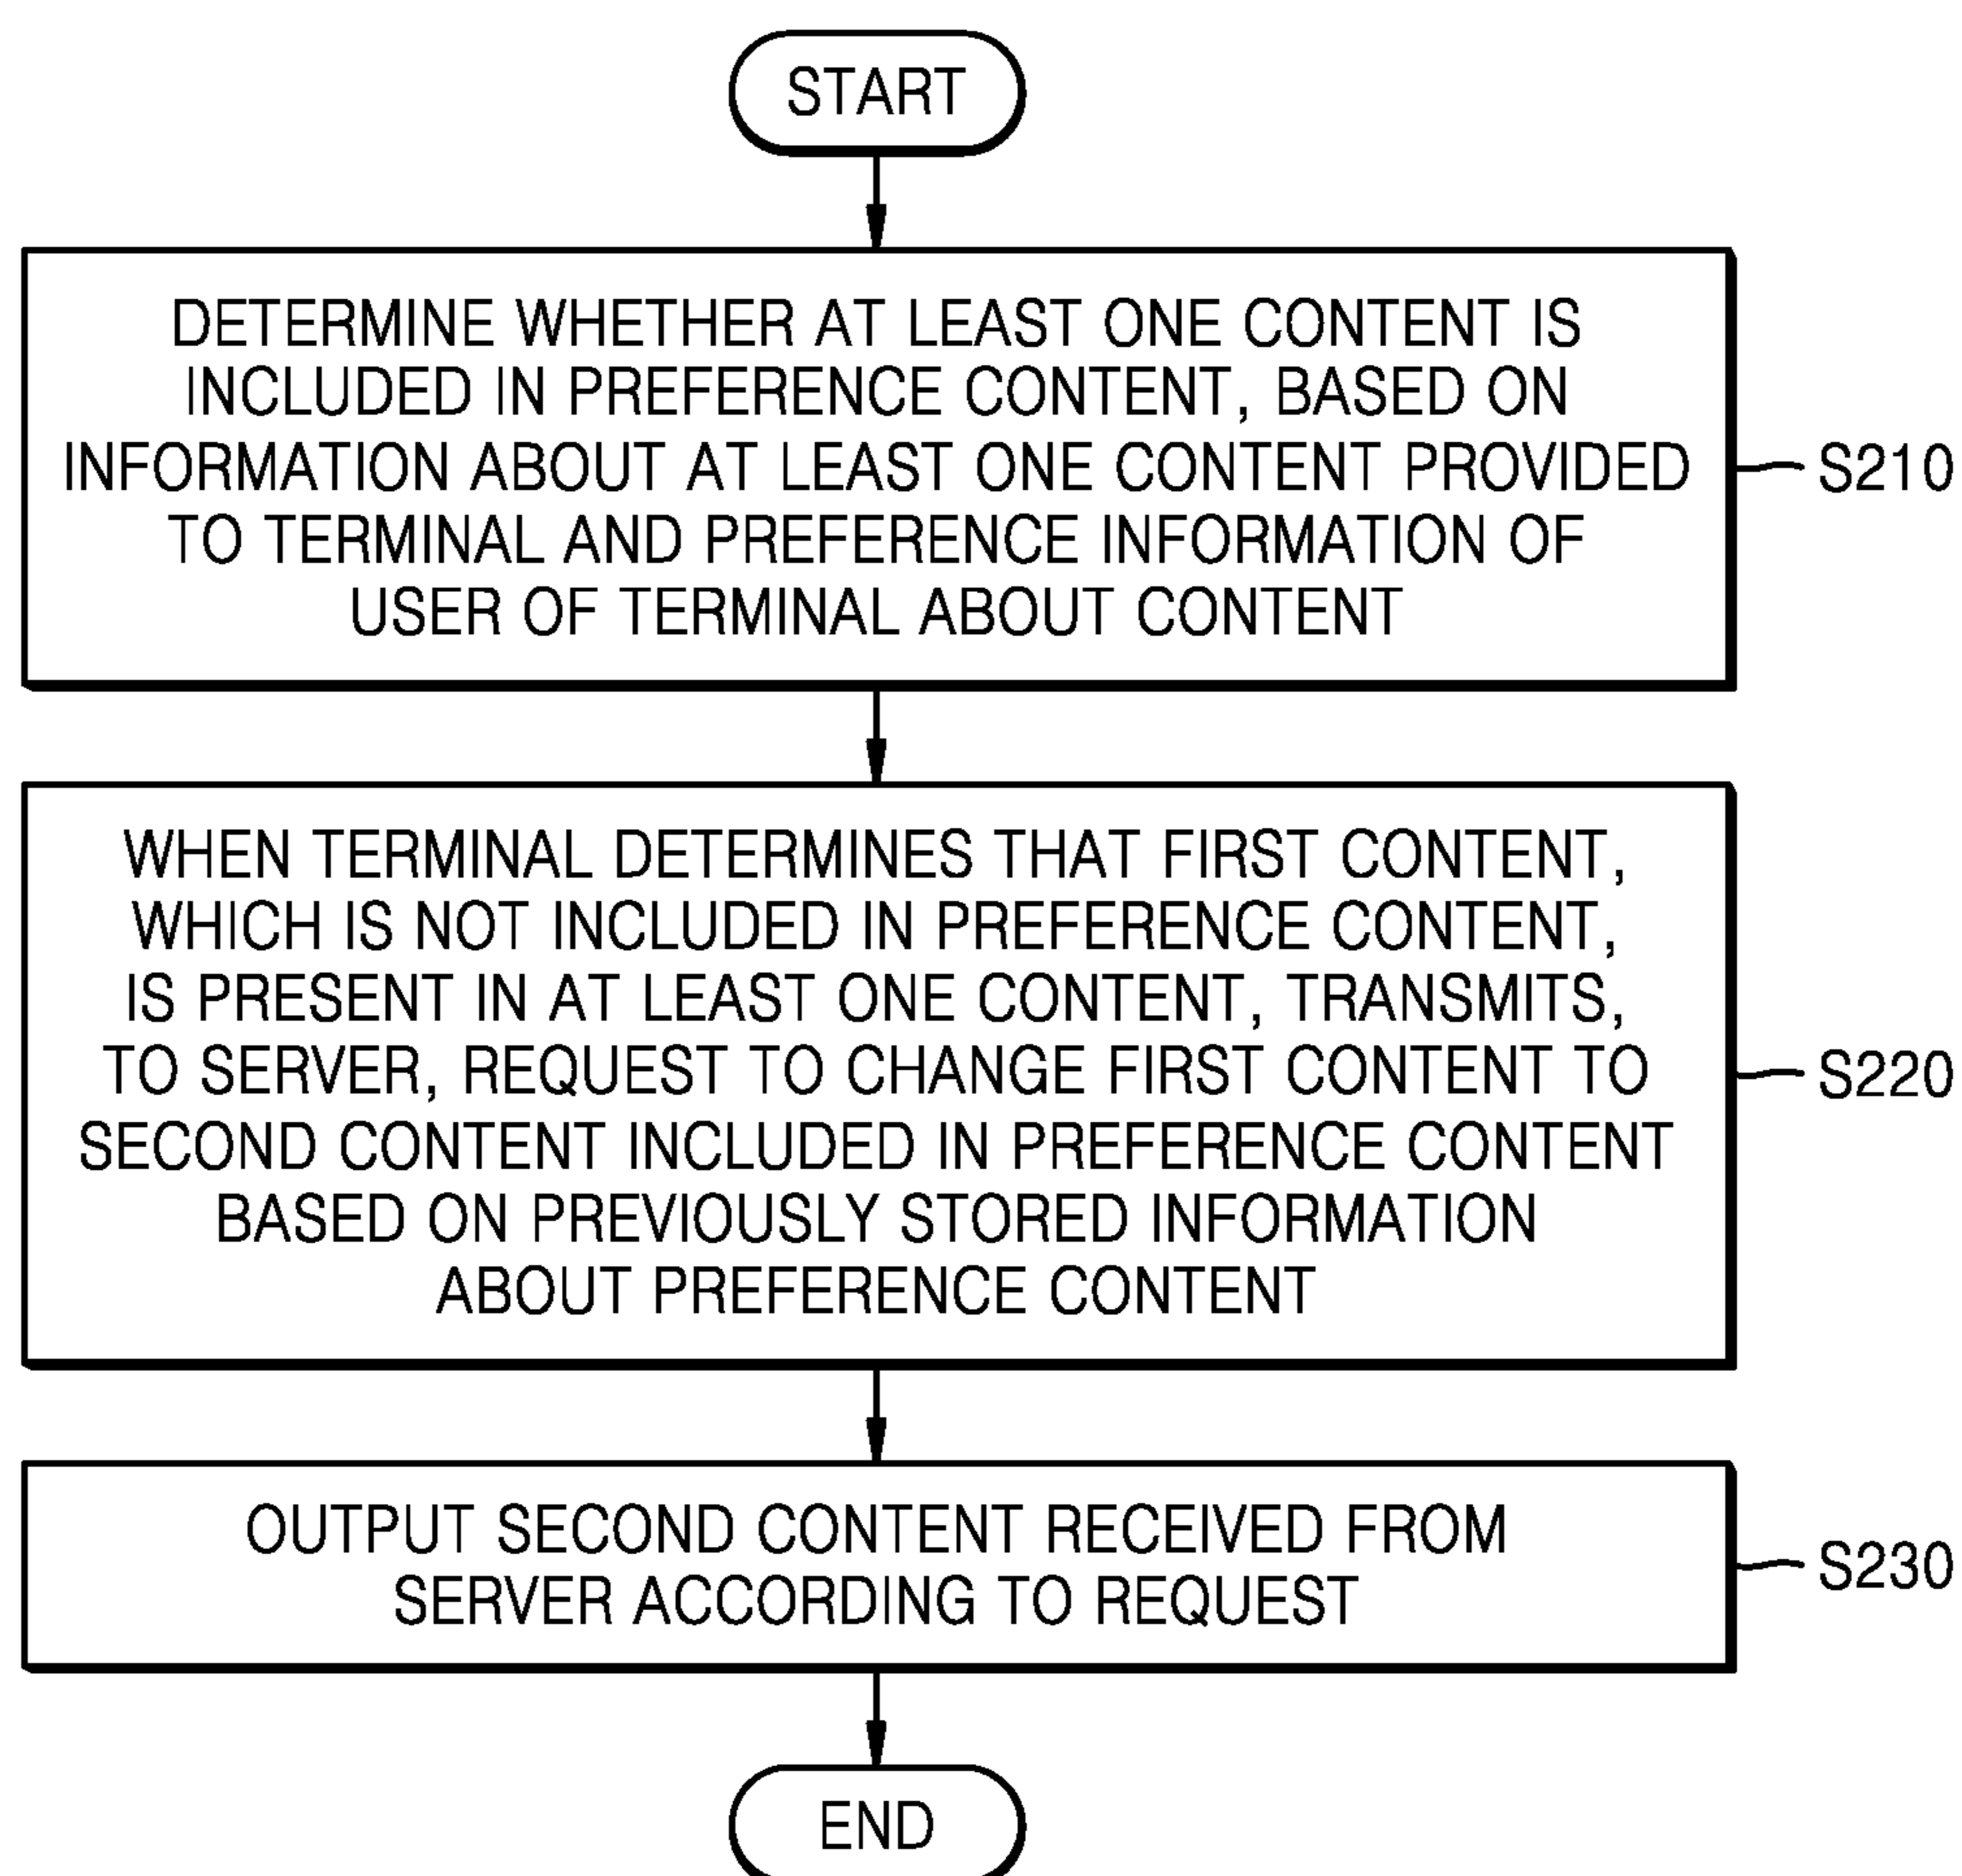 START
DETERMINE WHETHER AT LEAST ONE CONTENT IS
INCLUDED IN PREFERENCE CONTENT, BASED ON
INFORMATION ABOUT AT LEAST ONE CONTENT PROVIDED
TO TERMINAL AND PREFERENCE INFORMATION OF
USER OF TERMINAL ABOUT CONTENT
S210
WHEN TERMINAL DETERMINES THAT FIRST CONTENT,
WHICH IS NOT INCLUDED IN PREFERENCE CONTENT,
IS PRESENT IN AT LEAST ONE CONTENT, TRANSMITS,
TO SERVER, REQUEST TO CHANGE FIRST CONTENT TO
SECOND CONTENT INCLUDED IN PREFERENCE CONTENT
BASED ON PREVIOUSLY STORED INFORMATION
ABOUT PREFERENCE CONTENT
S220
OUTPUT SECOND CONTENT RECEIVED FROM
SERVER ACCORDING TO REQUEST
S230
END